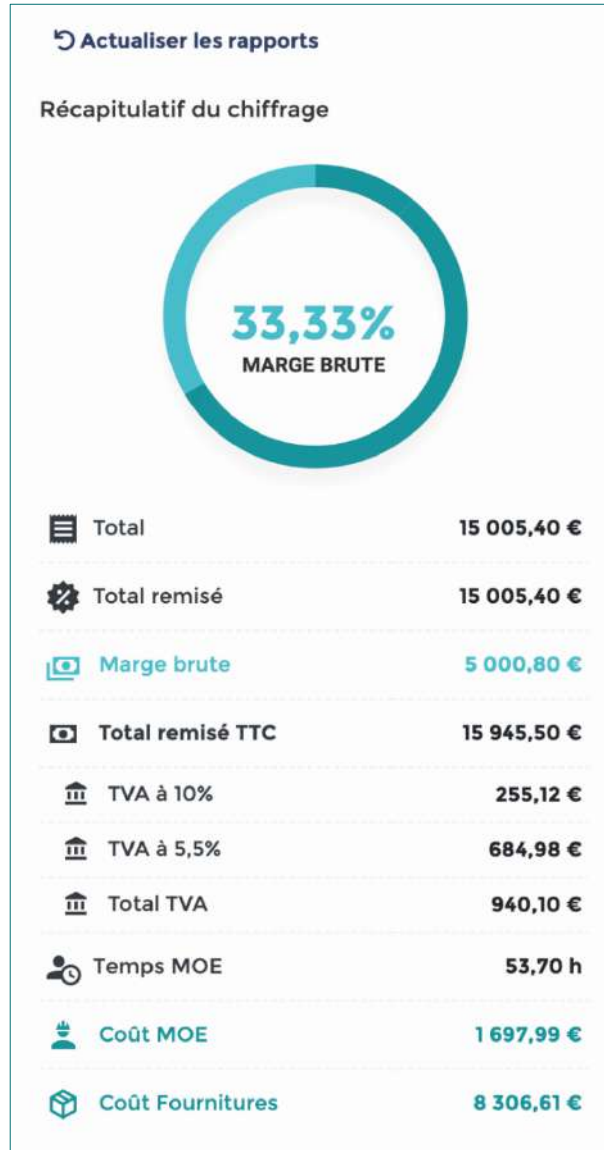 Actualiser les rapports
Récapitulatif du chiffrage
33,33%
MARGE BRUTE
Total 15 005,40 €
Total remisé 15 005,40 €
Marge brute 5 000,80 €
Total remisé TTC 15 945,50 €
TVA à 10% 255,12 €
TVA à 5,5% 684,98 €
Total TVA 940,10 €
Temps MOE 53,70 h
Coût MOE 1 697,99 €
Coût Fournitures 8 306,61 €